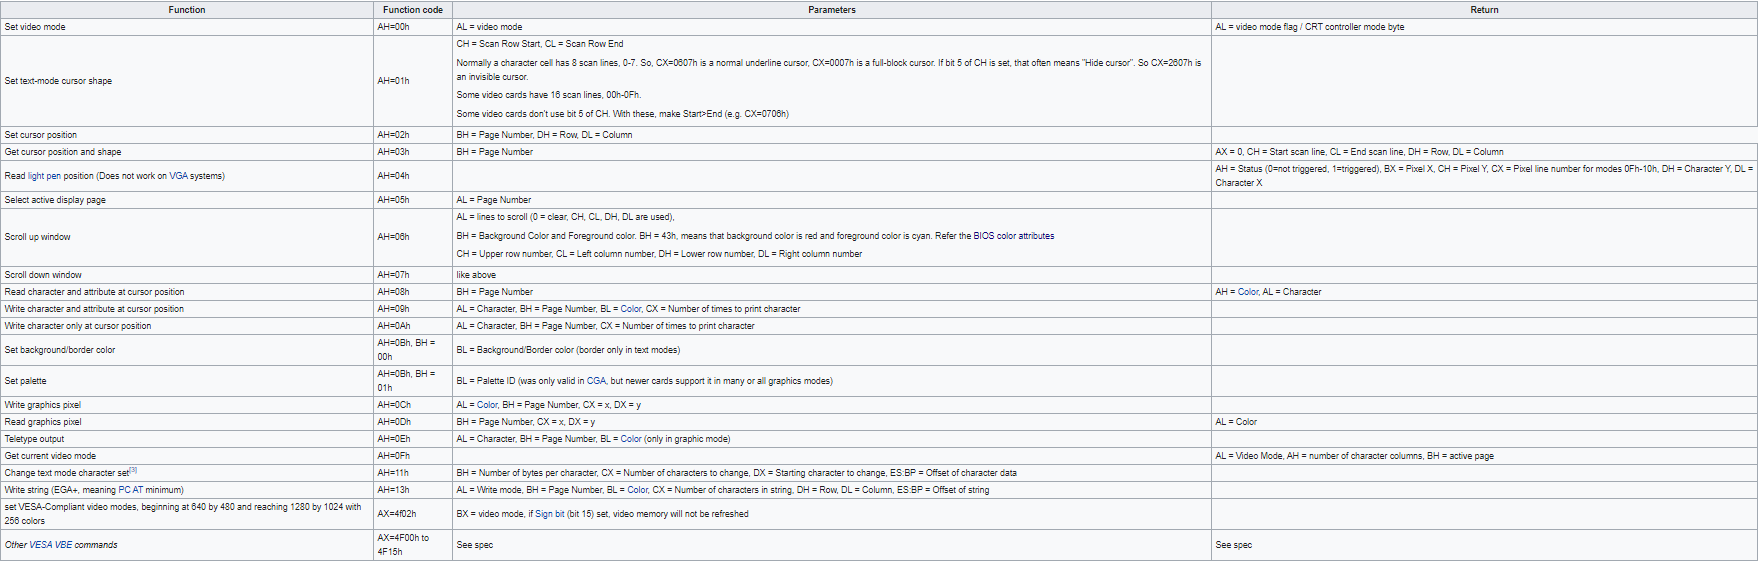 Function Function code Parameters Return
Set video mode AH=00h AL = video mode AL = video mode flag / CRT controller mode byte
CH = Scan Row Start, CL = Scan Row End
Normally a character cell has 8 scan lines, 0-7. So, CX=0607h is a normal underline cursor, CX=0007h is a full-block cursor. If bit 5 of CH is set, that often means "Hide cursor". So CX=2607h is
an invisible cursor.
Set text-mode cursor shape AH=01h
Some video cards have 16 scan lines, 00h-0Fh.
Some video cards don't use bit 5 of CH. With these, make Start>End (e.g. CX=0706h)
Set cursor position AH=02h BH = Page Number, DH = Row, DL = Column
Get cursor position and shape AH=03h BH = Page Number AX = 0, CH = Start scan line, CL = End scan line, DH = Row, DL = Column
Read light pen position (Does not work on VGA systems) AH=04h AH = Status (0=not triggered, 1=triggered), BX = Pixel X, CH = Pixel Y, CX = Pixel line number for modes 0Fh-10h, DH = Character Y, DL =
Character X
Select active display page AH=05h AL = Page Number
AL = lines to scroll (0 = clear, CH, CL, DH, DL are used),
Scroll up window AH=06h BH = Background Color and Foreground color. BH = 43h, means that background color is red and foreground color is cyan. Refer the BIOS color attributes
CH = Upper row number, CL = Left column number, DH = Lower row number, DL = Right column number
Scroll down window AH=07h like above
Read character and attribute at cursor position AH=08h BH = Page Number AH = Color, AL = Character
Write character and attribute at cursor position AH=09h AL = Character, BH = Page Number, BL = Color, CX = Number of times to print character
Write character only at cursor position AH=0Ah AL = Character, BH = Page Number, CX = Number of times to print character
Set background/border color AH=0Bh, BH = BL = Background/Border color (border only in text modes)
00h
Set palette AH=0Bh, BH = BL = Palette ID (was only valid in CGA, but newer cards support it in many or all graphics modes)
01h
Write graphics pixel AH=0Ch AL = Color, BH = Page Number, CX = x, DX = y
Read graphics pixel AH=0Dh BH = Page Number, CX = x, DX = y AL = Color
Teletype output AH=0Eh AL = Character, BH = Page Number, BL = Color (only in graphic mode)
Get current video mode AH=0Fh AL = Video Mode, AH = number of character columns, BH = active page
Change text mode character set[3] AH=11h BH = Number of bytes per character, CX = Number of characters to change, DX = Starting character to change, ES:BP = Offset of character data
Write string (EGA+, meaning PC AT minimum) AH=13h AL = Write mode, BH = Page Number, BL = Color, CX = Number of characters in string, DH = Row, DL = Column, ES:BP = Offset of string
set VESA-Compliant video modes, beginning at 640 by 480 and reaching 1280 by 1024 with AX=4f02h BX = video mode, if Sign bit (bit 15) set, video memory will not be refreshed
256 colors
Other VESA VBE commands AX=4F00h to See spec See spec
4F15h